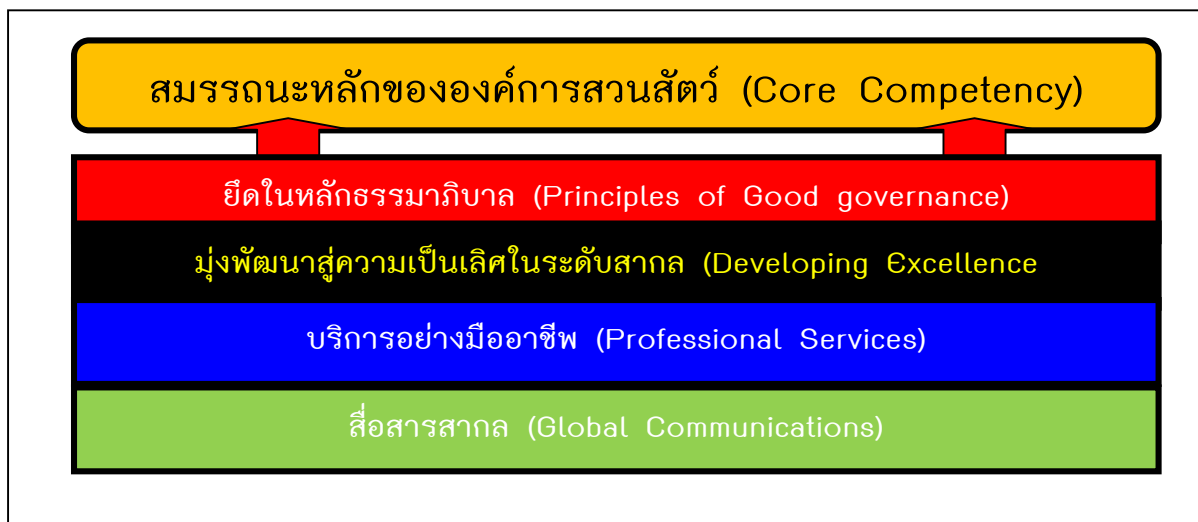 สมรรถนะหลักขององค์การสวนสัตว์ (Core Competency)
ยึดในหลักธรรมาภิบาล (Principles of Good governance)
มุ่งพัฒนาสู่ความเป็นเลิศในระดับสากล (Developing Excellence
บริการอย่างมืออาชีพ (Professional Services)
สื่อสารสากล (Global Communications)